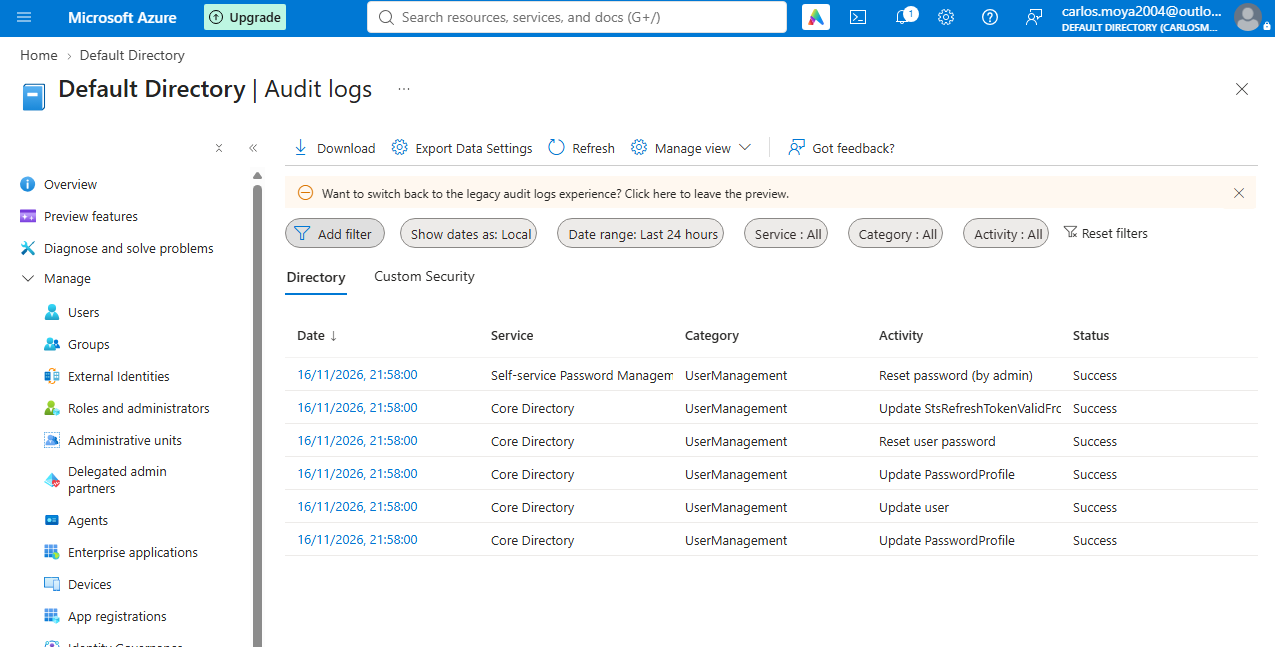 Microsoft Azure
Upgrade
Search resources, services, and docs (G+/)
1
carlos.moya2004@outlo...
DEFAULT DIRECTORY (CARLOSM...
Home > Default Directory
Default Directory | Audit logs ...
Download
Export Data Settings
Refresh
Manage view
Got feedback?
Want to switch back to the legacy audit logs experience? Click here to leave the preview.
Add filter
Show dates as: Local
Date range: Last 24 hours
Service : All
Category : All
Activity : All
Reset filters
Directory
Custom Security
Overview
Preview features
Diagnose and solve problems
Manage
Users
Groups
External Identities
Roles and administrators
Administrative units
Delegated admin
partners
Agents
Enterprise applications
Devices
App registrations
Identity Governance
Date ↓ Service Category Activity Status
16/11/2026, 21:58:00 Self-service Password Managem UserManagement Reset password (by admin) Success
16/11/2026, 21:58:00 Core Directory UserManagement Update StsRefreshTokenValidFrc Success
16/11/2026, 21:58:00 Core Directory UserManagement Reset user password Success
16/11/2026, 21:58:00 Core Directory UserManagement Update PasswordProfile Success
16/11/2026, 21:58:00 Core Directory UserManagement Update user Success
16/11/2026, 21:58:00 Core Directory UserManagement Update PasswordProfile Success